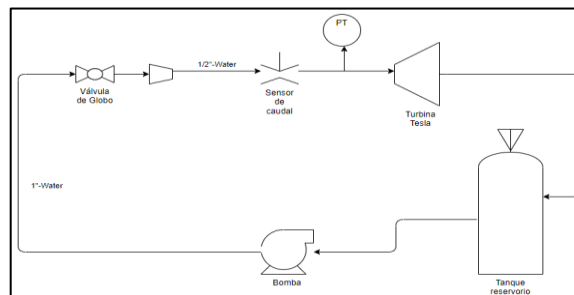 PT
1/2"-Water
Válvula
de Globo
Sensor
de
caudal
Turbina
Tesla
1"-Water
Bomba
Tanque
reservorio